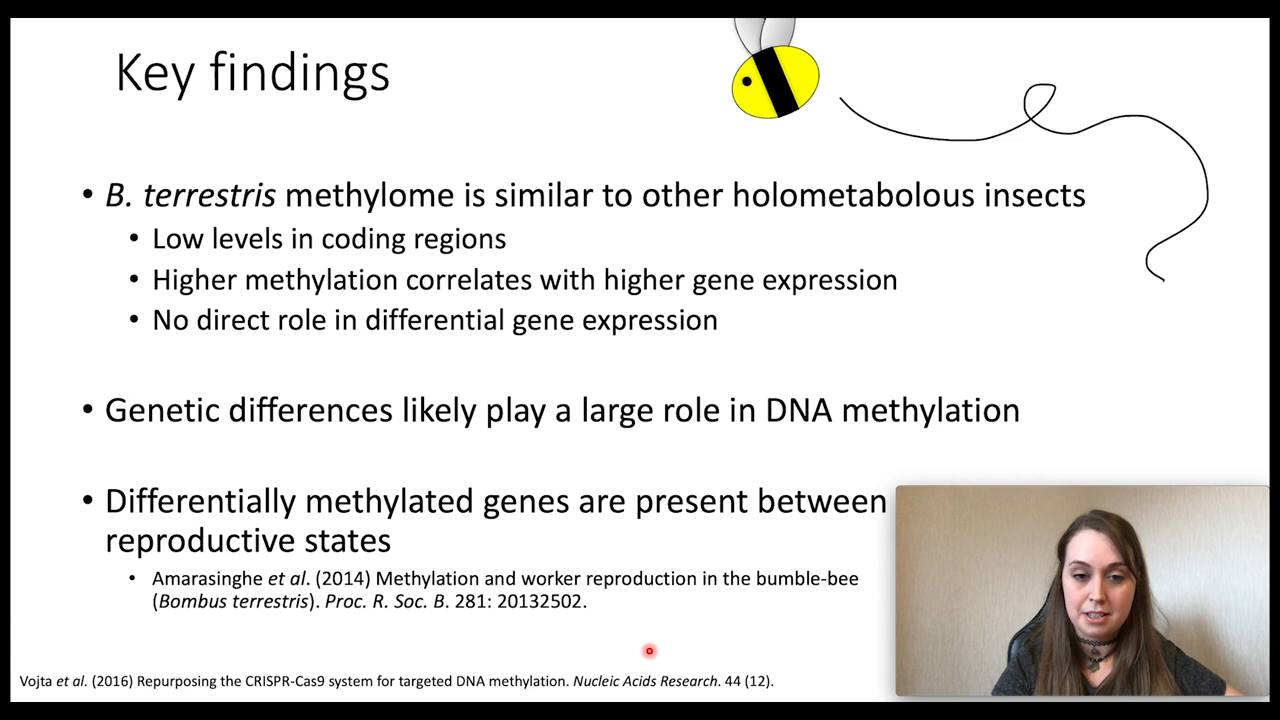 Key findings
• B. terrestris methylome is similar to other holometabolous insects
• Low levels in coding regions
• Higher methylation correlates with higher gene expression
• No direct role in differential gene expression
• Genetic differences likely play a large role in DNA methylation
• Differentially methylated genes are present between
reproductive states
• Amarasinghe et al. (2014) Methylation and worker reproduction in the bumble-bee
(Bombus terrestris). Proc. R. Soc. B. 281: 20132502.
Vojta et al. (2016) Repurposing the CRISPR-Cas9 system for targeted DNA methylation. Nucleic Acids Research. 44 (12).